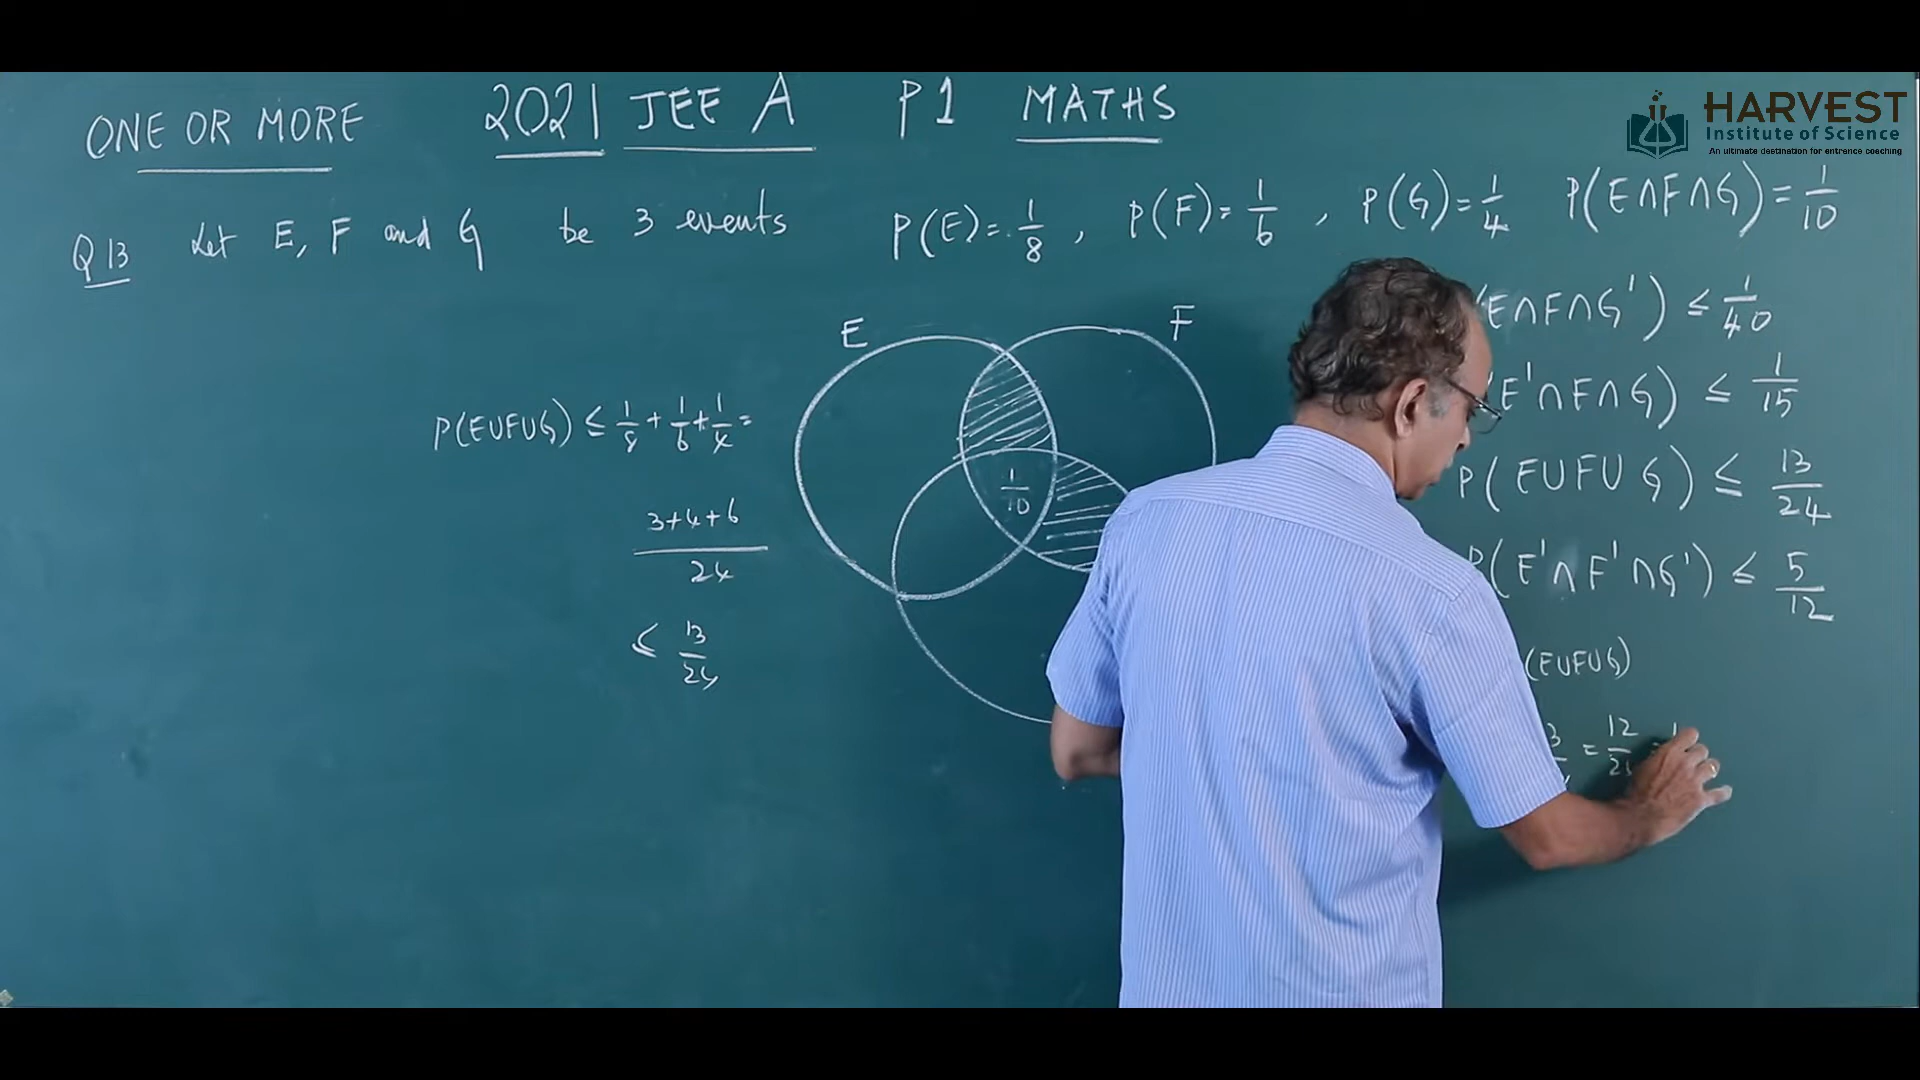 ONE OR MORE 2021 JEE A P1 MATHS
HARVEST
Institute of Science
An ultimate destination for entrance coaching
Q13 Let E, F and G be 3 events P(E)=1/8, P(F)=1/6, P(G)=1/4 P(E∩F∩G)=1/10
E F
(E∩F∩G') ≤ 1/40
E'∩F∩G) ≤ 1/15
P(E∪F∪G) ≤ 1/8 + 1/6 + 1/4 =
P(E∪F∪G) ≤ 13/24
1/10
3+4+6/24
P(E'∩F'∩G') ≤ 5/12
≤ 13/24
(E∪F∪G)
3 = 12